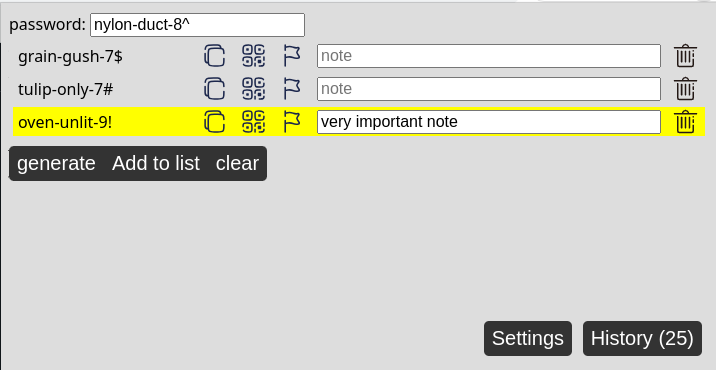 password: nylon-duct-8^
grain-gush-7$ note
tulip-only-7# note
oven-unlit-9! very important note
generate Add to list clear
Settings History (25)